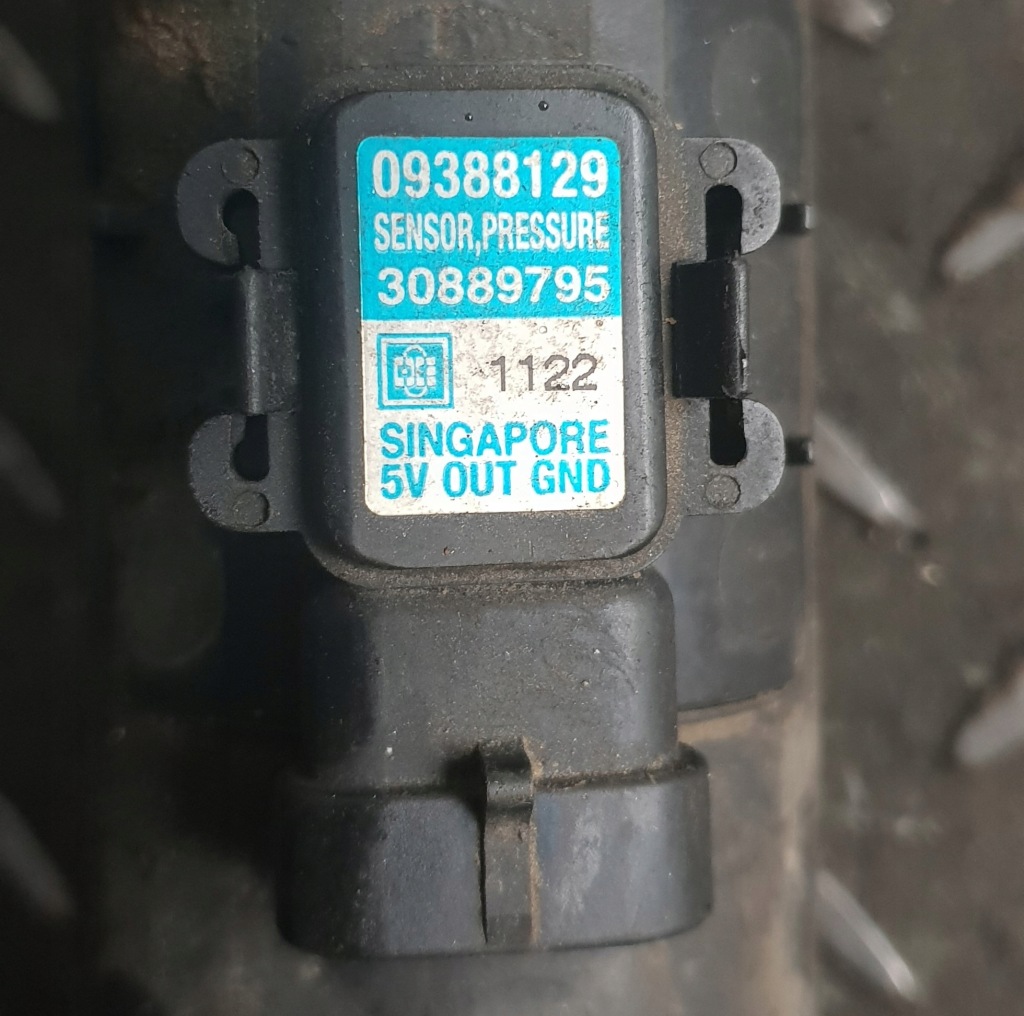 09388129
SENSOR,PRESSURE
30889795
1122
SINGAPORE
5V OUT GND